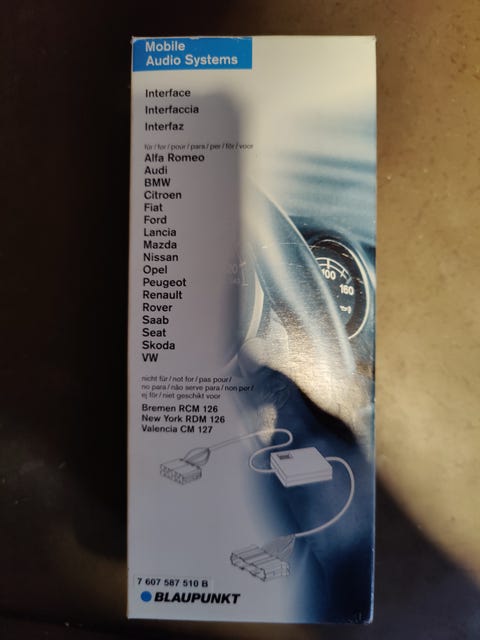 Mobile
Audio Systems
Interface
Interfaccia
Interfaz
für / for / pour / para / per / för / voor
Alfa Romeo
Audi
BMW
Citroen
Fiat
Ford
Lancia
Mazda
Nissan
Opel
Peugeot
Renault
Rover
Saab
Seat
Skoda
VW
100
160
nicht für / not for / pas pour /
no para / não serve para / non per /
ej för / niet geschikt voor
Bremen RCM 126
New York RDM 126
Valencia CM 127
7 607 587 510 B
BLAUPUNKT